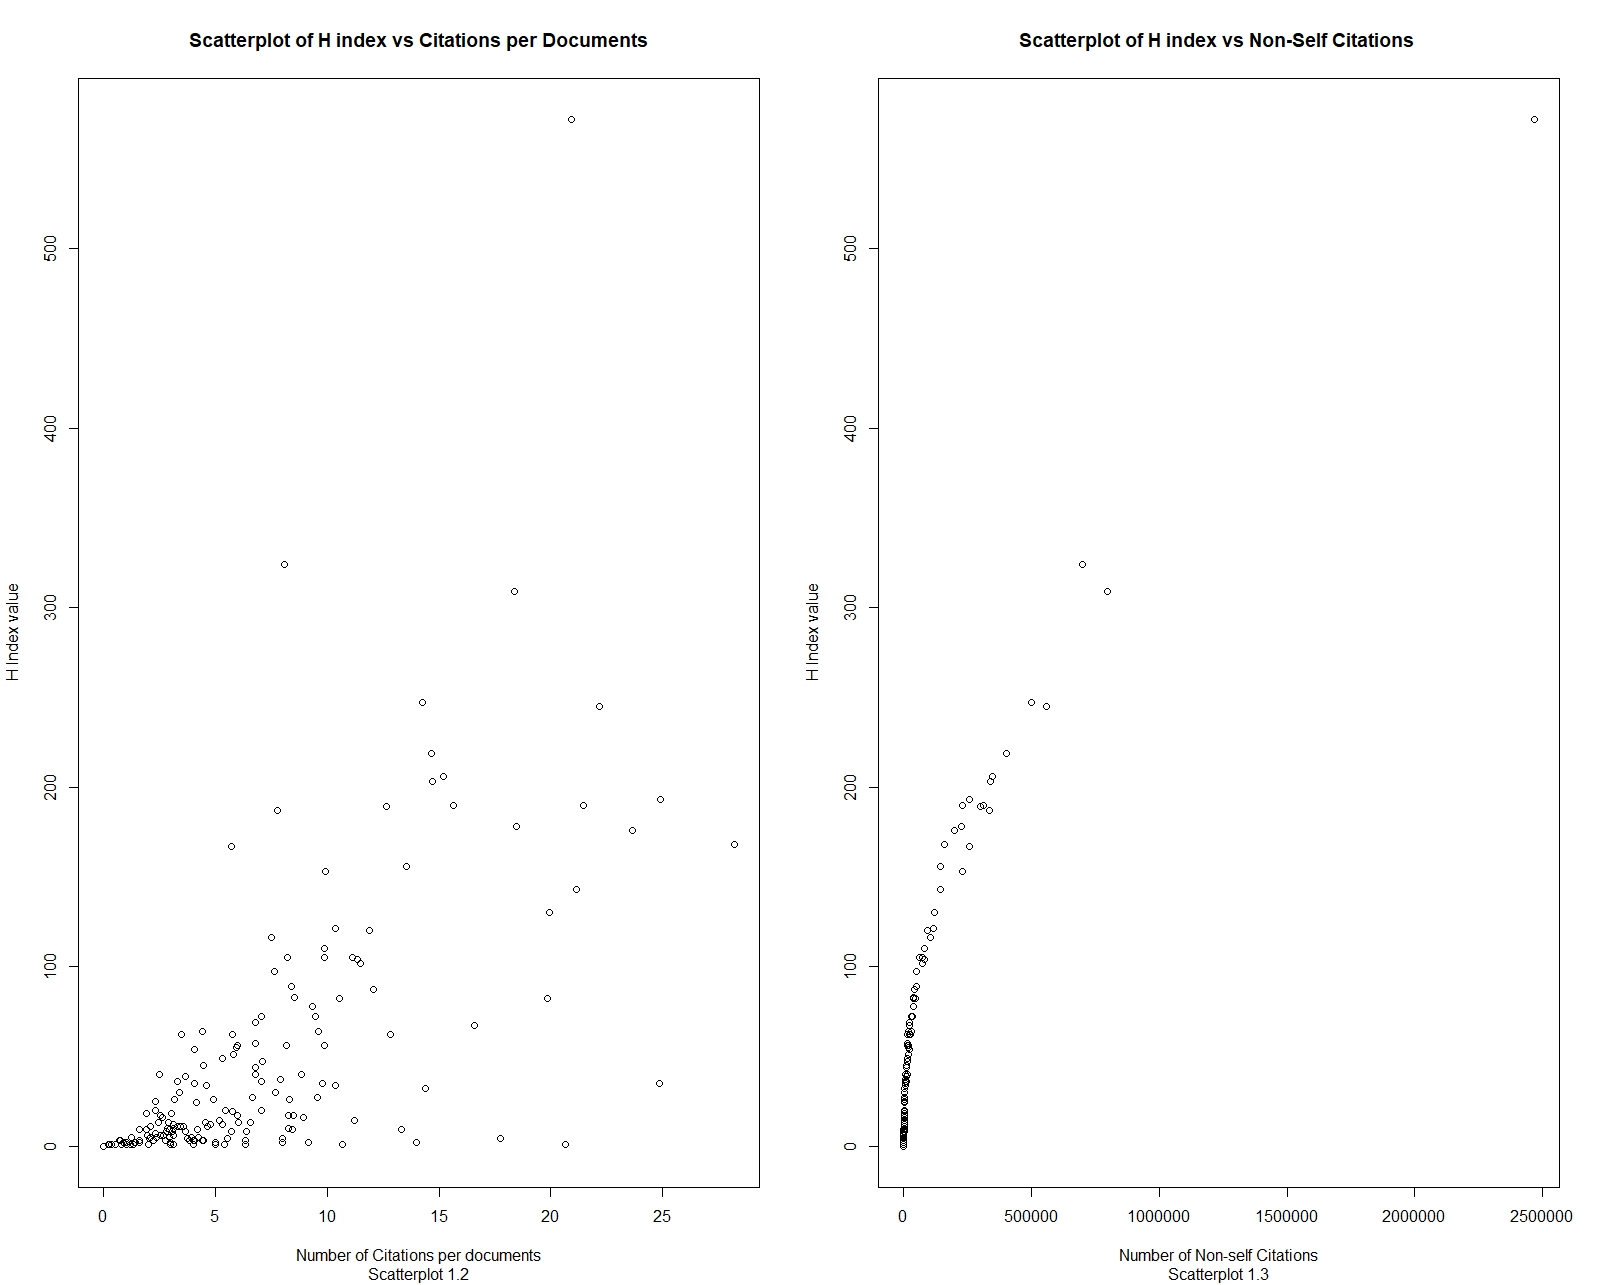 Scatterplot of H index vs Citations per Documents
H Index value
500
400
300
200
100
0
0 5 10 15 20 25
Number of Citations per documents
Scatterplot 1.2
Scatterplot of H index vs Non-Self Citations
H Index value
500
400
300
200
100
0
0 500000 1000000 1500000 2000000 2500000
Number of Non-self Citations
Scatterplot 1.3